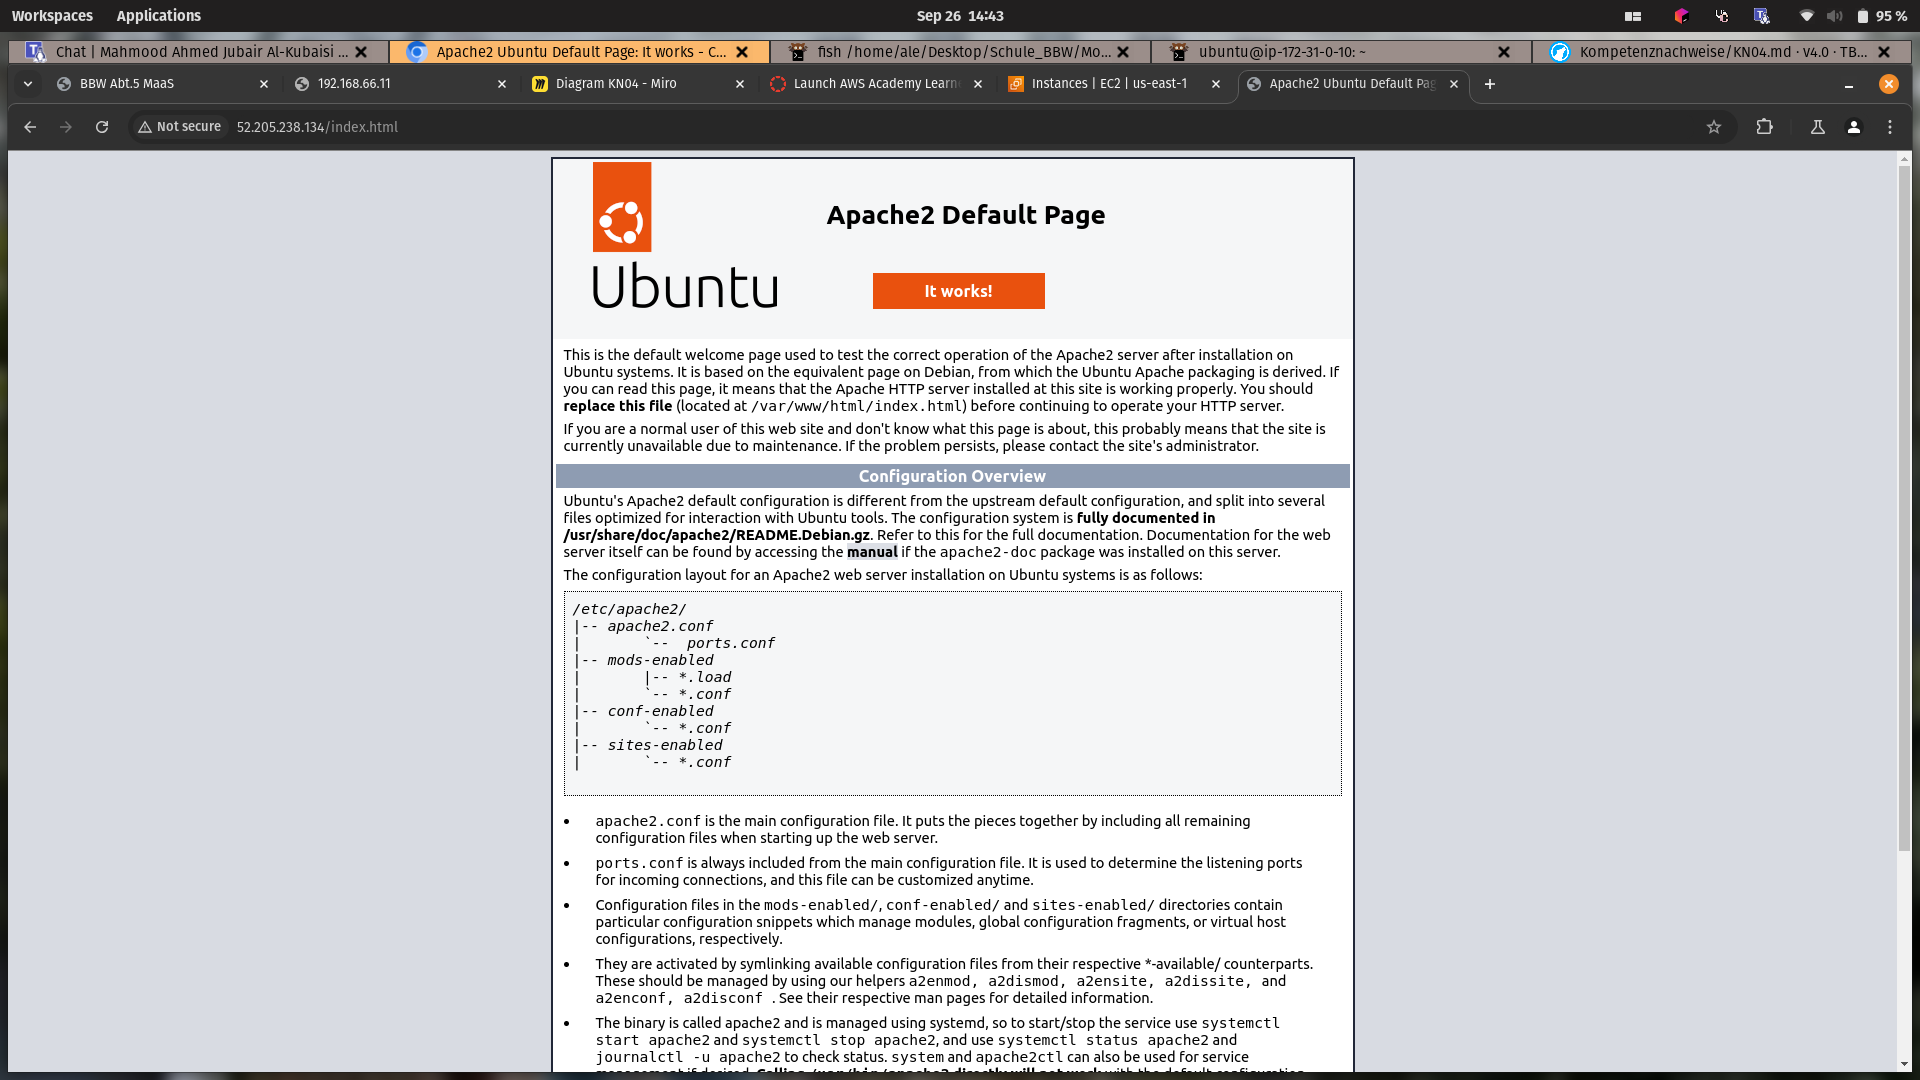 Workspaces Applications Sep 26 14:43 95 %
Chat | Mahmood Ahmed Jubair Al-Kubaisi ... Apache2 Ubuntu Default Page: It works - C... fish /home/ale/Desktop/Schule_BBW/Mo... ubuntu@ip-172-31-0-10: ~ Kompetenznachweise/KN04.md · v4.0 · TB...
BBW Abt.5 MaaS 192.168.66.11 Diagram KN04 - Miro Launch AWS Academy Learn Instances | EC2 | us-east-1 Apache2 Ubuntu Default Pag
Not secure 52.205.238.134/index.html
Apache2 Default Page
Ubuntu
It works!
This is the default welcome page used to test the correct operation of the Apache2 server after installation on
Ubuntu systems. It is based on the equivalent page on Debian, from which the Ubuntu Apache packaging is derived. If
you can read this page, it means that the Apache HTTP server installed at this site is working properly. You should
replace this file (located at /var/www/html/index.html) before continuing to operate your HTTP server.
If you are a normal user of this web site and don't know what this page is about, this probably means that the site is
currently unavailable due to maintenance. If the problem persists, please contact the site's administrator.
Configuration Overview
Ubuntu's Apache2 default configuration is different from the upstream default configuration, and split into several
files optimized for interaction with Ubuntu tools. The configuration system is fully documented in
/usr/share/doc/apache2/README.Debian.gz. Refer to this for the full documentation. Documentation for the web
server itself can be found by accessing the manual if the apache2-doc package was installed on this server.
The configuration layout for an Apache2 web server installation on Ubuntu systems is as follows:
/etc/apache2/
|-- apache2.conf
|       `--  ports.conf
|-- mods-enabled
|       |-- *.load
|       `-- *.conf
|-- conf-enabled
|       `-- *.conf
|-- sites-enabled
|       `-- *.conf
• apache2.conf is the main configuration file. It puts the pieces together by including all remaining
configuration files when starting up the web server.
• ports.conf is always included from the main configuration file. It is used to determine the listening ports
for incoming connections, and this file can be customized anytime.
• Configuration files in the mods-enabled/, conf-enabled/ and sites-enabled/ directories contain
particular configuration snippets which manage modules, global configuration fragments, or virtual host
configurations, respectively.
• They are activated by symlinking available configuration files from their respective *-available/ counterparts.
These should be managed by using our helpers a2enmod, a2dismod, a2ensite, a2dissite, and
a2enconf, a2disconf . See their respective man pages for detailed information.
• The binary is called apache2 and is managed using systemd, so to start/stop the service use systemctl
start apache2 and systemctl stop apache2, and use systemctl status apache2 and
journalctl -u apache2 to check status. system and apache2ctl can also be used for service
management if desired. Calling /usr/bin/apache2 directly will not work with the default configuration.